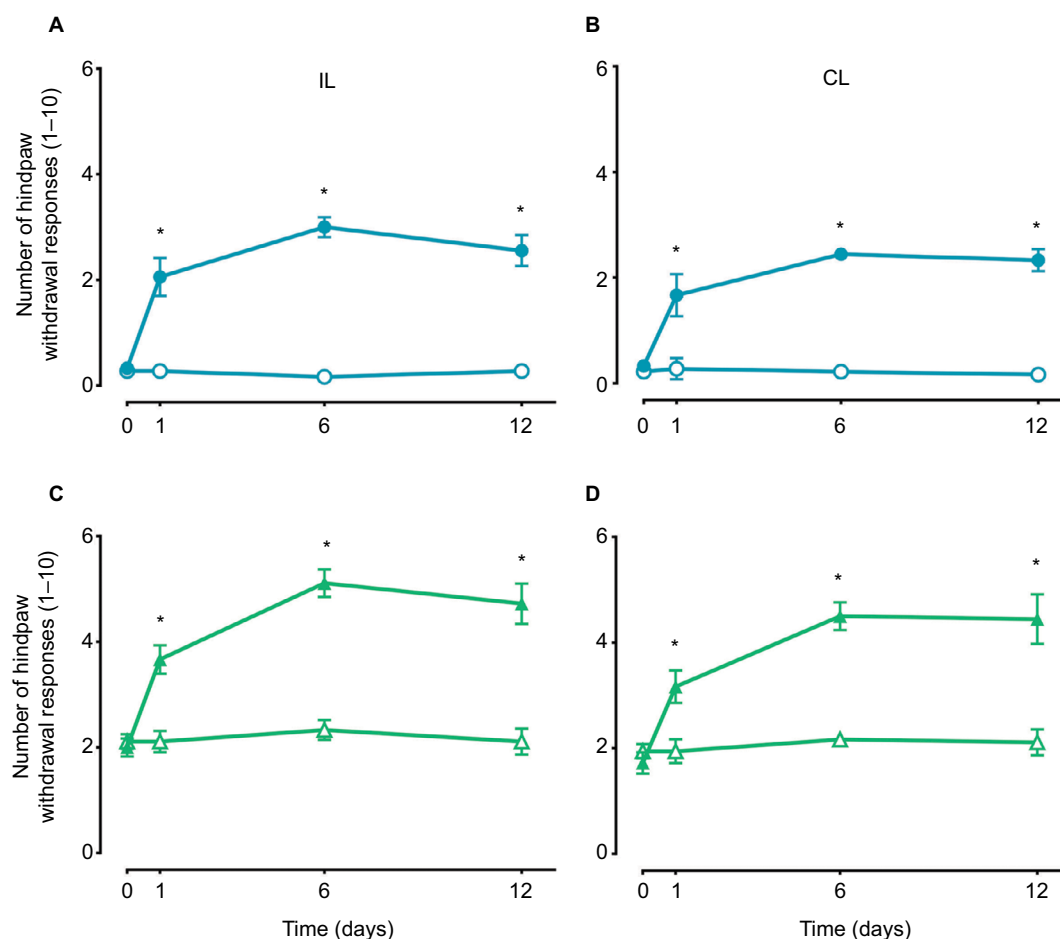 A
B
IL
CL
Number of hindpaw
withdrawal responses (1–10)
6
4
2
0
*
*
*
0 1 6 12
6
4
2
0
*
*
*
0 1 6 12
C
D
Number of hindpaw
withdrawal responses (1–10)
6
4
2
0
*
*
*
0 1 6 12
Time (days)
6
4
2
0
*
*
*
0 1 6 12
Time (days)